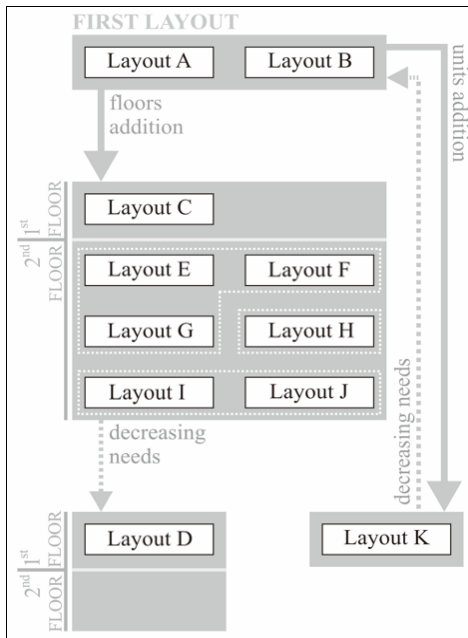 FIRST LAYOUT
Layout A
Layout B
floors
addition
units addition
1st FLOOR
Layout C
2nd FLOOR
Layout E
Layout F
Layout G
Layout H
Layout I
Layout J
decreasing
needs
decreasing needs
1st FLOOR
Layout D
Layout K
2nd FLOOR